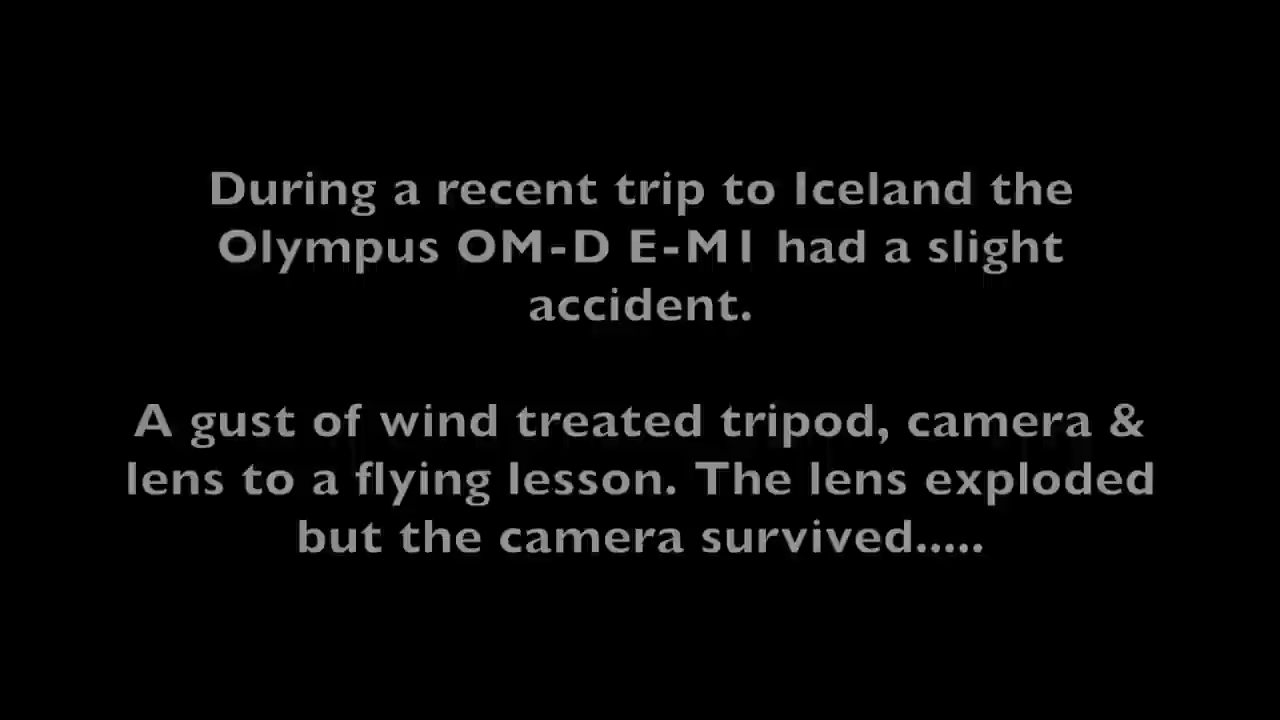 During a recent trip to Iceland the
Olympus OM-D E-M1 had a slight
accident.
A gust of wind treated tripod, camera &
lens to a flying lesson. The lens exploded
but the camera survived.....